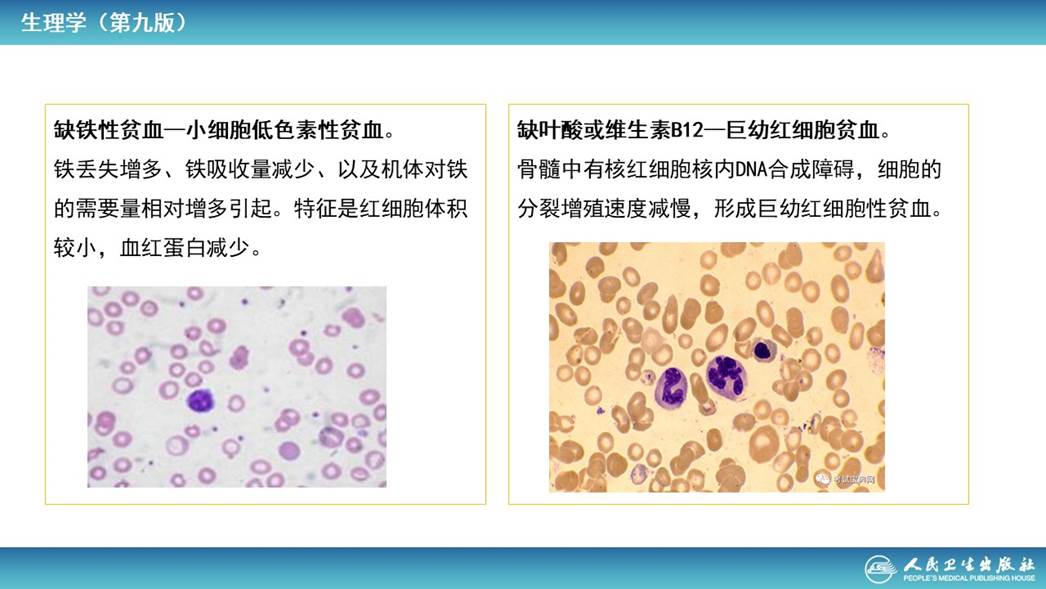 生理学（第九版）
缺铁性贫血—小细胞低色素性贫血。
铁丢失增多、铁吸收量减少、以及机体对铁
的需要量相对增多引起。特征是红细胞体积
较小，血红蛋白减少。
缺叶酸或维生素B12—巨幼红细胞贫血。
骨髓中有核红细胞核内DNA合成障碍，细胞的
分裂增殖速度减慢，形成巨幼红细胞性贫血。
人民卫生出版社
PEOPLE'S MEDICAL PUBLISHING HOUSE